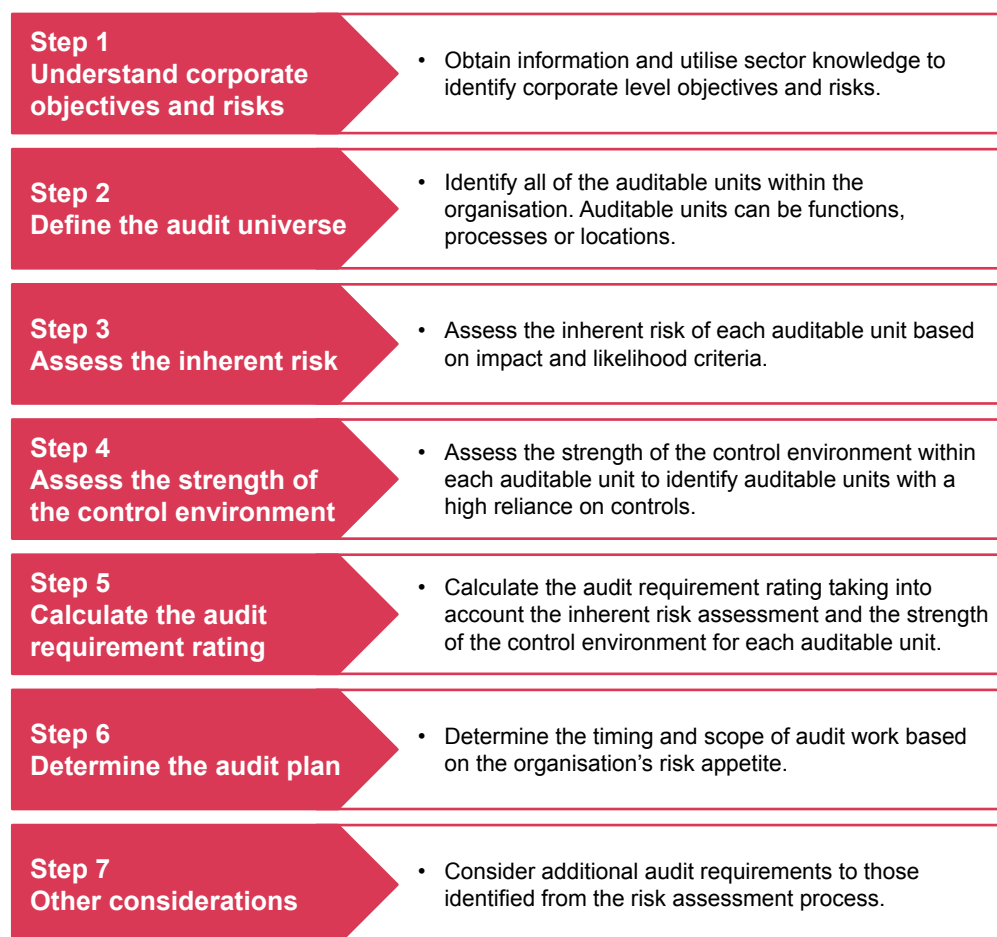 Step 1
Understand corporate
objectives and risks
• Obtain information and utilise sector knowledge to
identify corporate level objectives and risks.
Step 2
Define the audit universe
• Identify all of the auditable units within the
organisation. Auditable units can be functions,
processes or locations.
Step 3
Assess the inherent risk
• Assess the inherent risk of each auditable unit based
on impact and likelihood criteria.
Step 4
Assess the strength of
the control environment
• Assess the strength of the control environment within
each auditable unit to identify auditable units with a
high reliance on controls.
Step 5
Calculate the audit
requirement rating
• Calculate the audit requirement rating taking into
account the inherent risk assessment and the strength
of the control environment for each auditable unit.
Step 6
Determine the audit plan
• Determine the timing and scope of audit work based
on the organisation’s risk appetite.
Step 7
Other considerations
• Consider additional audit requirements to those
identified from the risk assessment process.